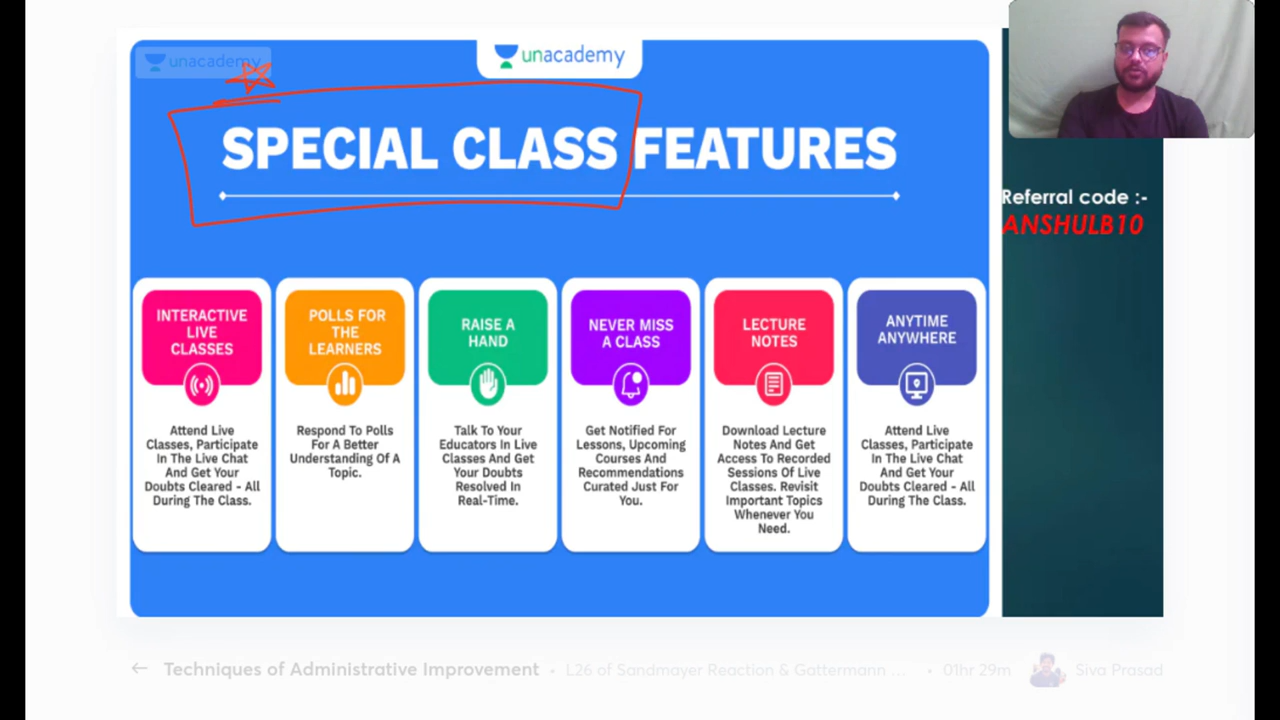 unacademy
unacademy
SPECIAL CLASS FEATURES
Referral code :-
ANSHULB10
INTERACTIVE
LIVE
CLASSES
Attend Live
Classes, Participate
In The Live Chat
And Get Your
Doubts Cleared - All
During The Class.
POLLS FOR
THE
LEARNERS
Respond To Polls
For A Better
Understanding Of A
Topic.
RAISE A
HAND
Talk To Your
Educators In Live
Classes And Get
Your Doubts
Resolved In
Real-Time.
NEVER MISS
A CLASS
Get Notified For
Lessons, Upcoming
Courses And
Recommendations
Curated Just For
You.
LECTURE
NOTES
Download Lecture
Notes And Get
Access To Recorded
Sessions Of Live
Classes. Revisit
Important Topics
Whenever You
Need.
ANYTIME
ANYWHERE
Attend Live
Classes, Participate
In The Live Chat
And Get Your
Doubts Cleared - All
During The Class.
← Techniques of Administrative Improvement • L26 of Sandmayer Reaction & Gattermann ... • 01hr 29m Siva Prasad